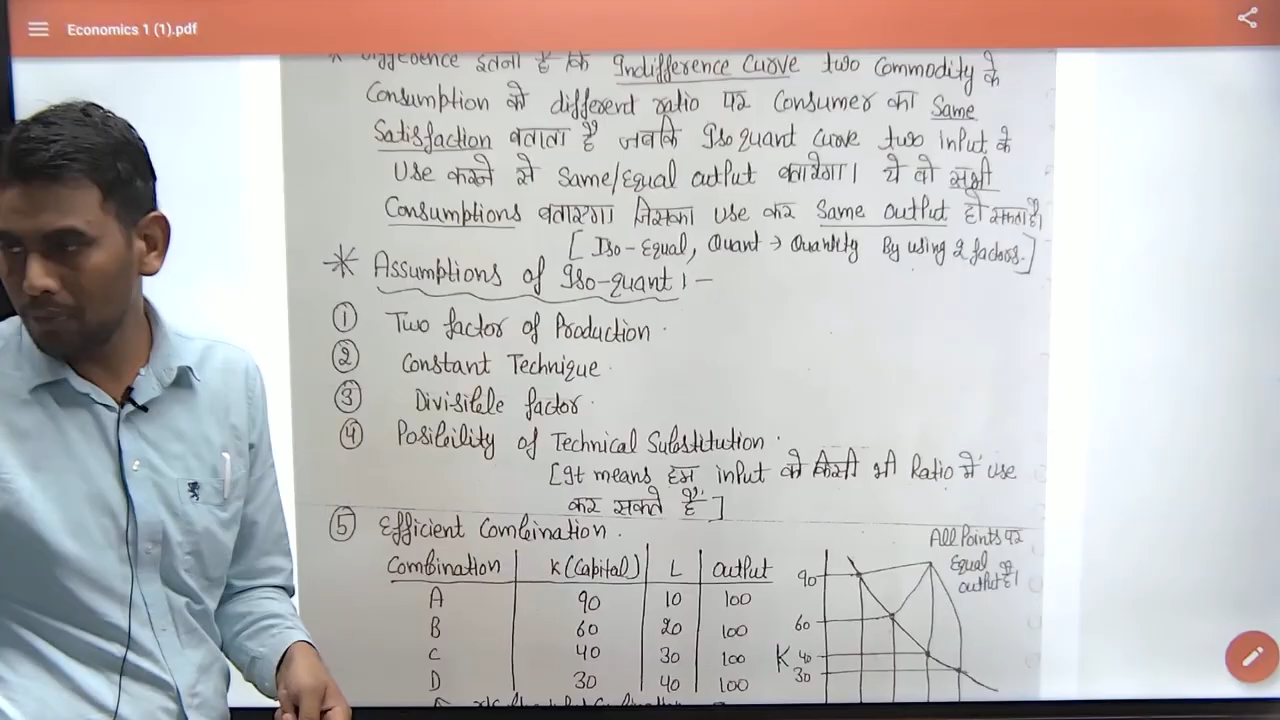 Economics 1 (1).pdf
इतना है कि Indifference Curve two Commodity के
Consumption को different ratio पर Consumer का Same
Satisfaction बताता है जबकि Iso quant Curve two input के
Use करने से Same/Equal output बतायेगा। ये वो सभी
Consumptions बताएगा जिसका use कर Same output हो सकता है।
[ Iso-Equal, Quant → Quantity By using 2 factors.]
* Assumptions of Iso-quant :-
① Two factor of Production.
② Constant Technique.
③ Divisible factor.
④ Posibility of Technical Substitution.
[It means हम input को किसी भी Ratio में use
कर सकते हैं]
⑤ Efficient Combination.
Combination K (Capital) L Output
A 90 10 100
B 60 20 100
C 40 30 100
D 30 40 100
All Points पर
Equal
output है।
90
60
K 40
30